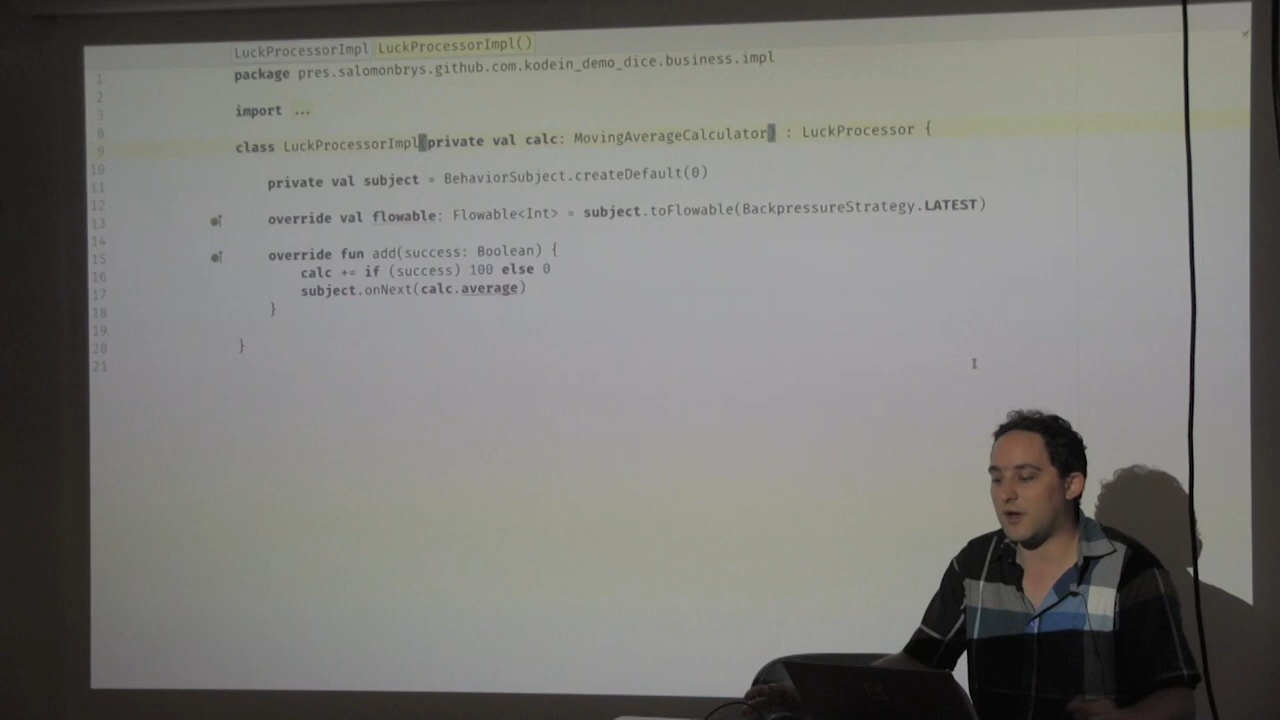 LuckProcessorImpl LuckProcessorImpl()
1 package pres.salomonbrys.github.com.kodein_demo_dice.business.impl
2
3 import ...
8
9 class LuckProcessorImpl(private val calc: MovingAverageCalculator) : LuckProcessor {
10
11 private val subject = BehaviorSubject.createDefault(0)
12
13 override val flowable: Flowable<Int> = subject.toFlowable(BackpressureStrategy.LATEST)
14
15 override fun add(success: Boolean) {
16 calc += if (success) 100 else 0
17 subject.onNext(calc.average)
18 }
19
20 }
21